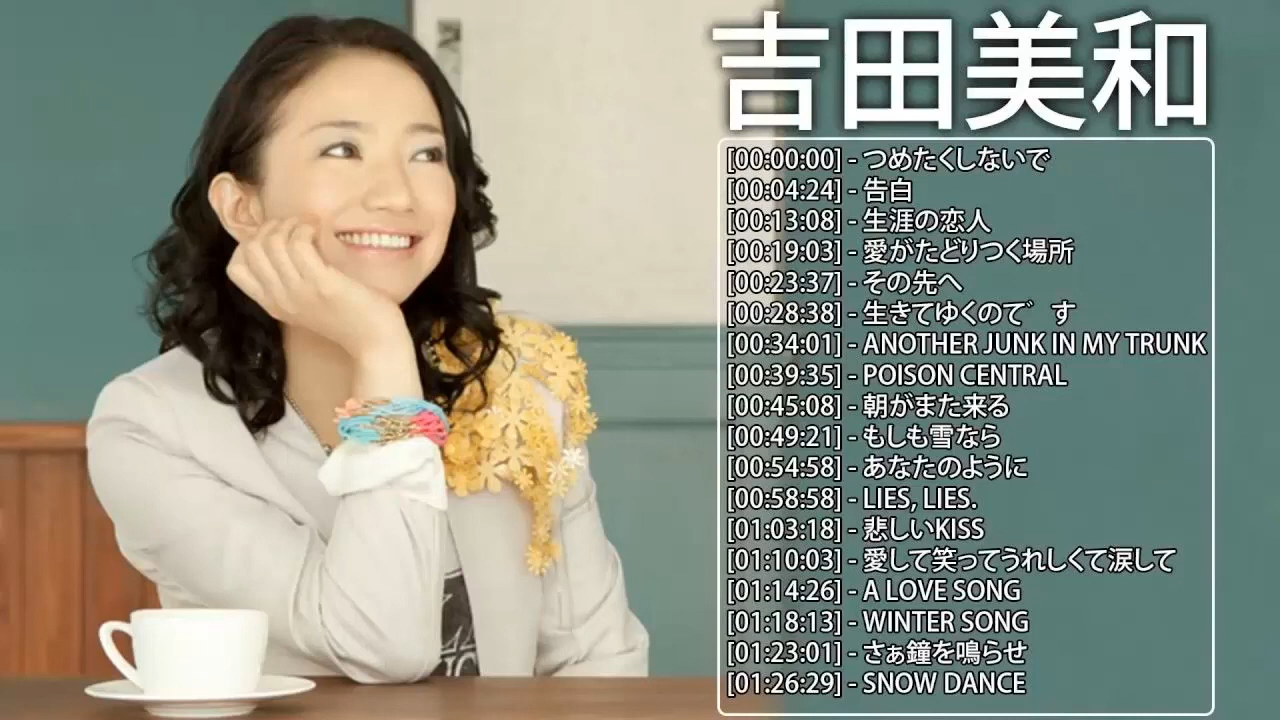 吉田美和
[00:00:00] - つめたくしないで
[00:04:24] - 告白
[00:13:08] - 生涯の恋人
[00:19:03] - 愛がたどりつく場所
[00:23:37] - その先へ
[00:28:38] - 生きてゆくのて゛す
[00:34:01] - ANOTHER JUNK IN MY TRUNK
[00:39:35] - POISON CENTRAL
[00:45:08] - 朝がまた来る
[00:49:21] - もしも雪なら
[00:54:58] - あなたのように
[00:58:58] - LIES, LIES.
[01:03:18] - 悲しいKISS
[01:10:03] - 愛して笑ってうれしくて涙して
[01:14:26] - A LOVE SONG
[01:18:13] - WINTER SONG
[01:23:01] - さぁ鐘を鳴らせ
[01:26:29] - SNOW DANCE